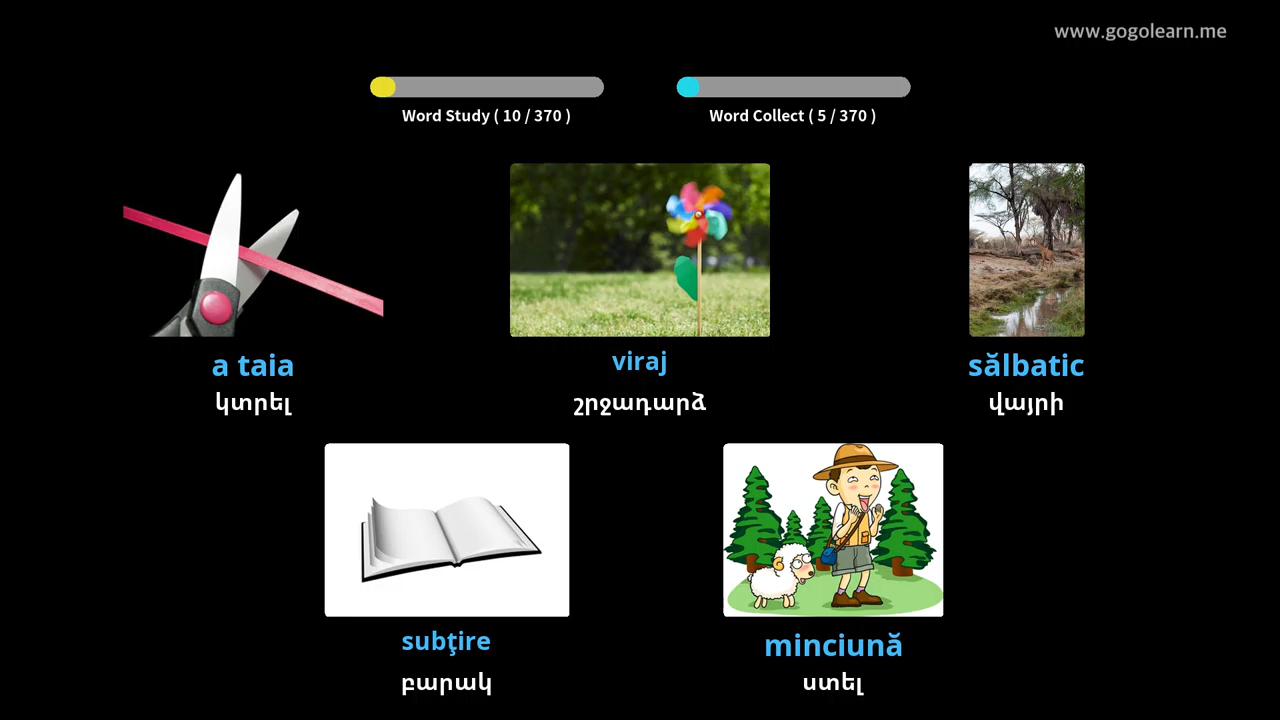 www.gogolearn.me
Word Study ( 10 / 370 )
Word Collect ( 5 / 370 )
a taia
կտրել
viraj
շրջադարձ
sălbatic
վայրի
subţire
բարակ
minciună
ստել